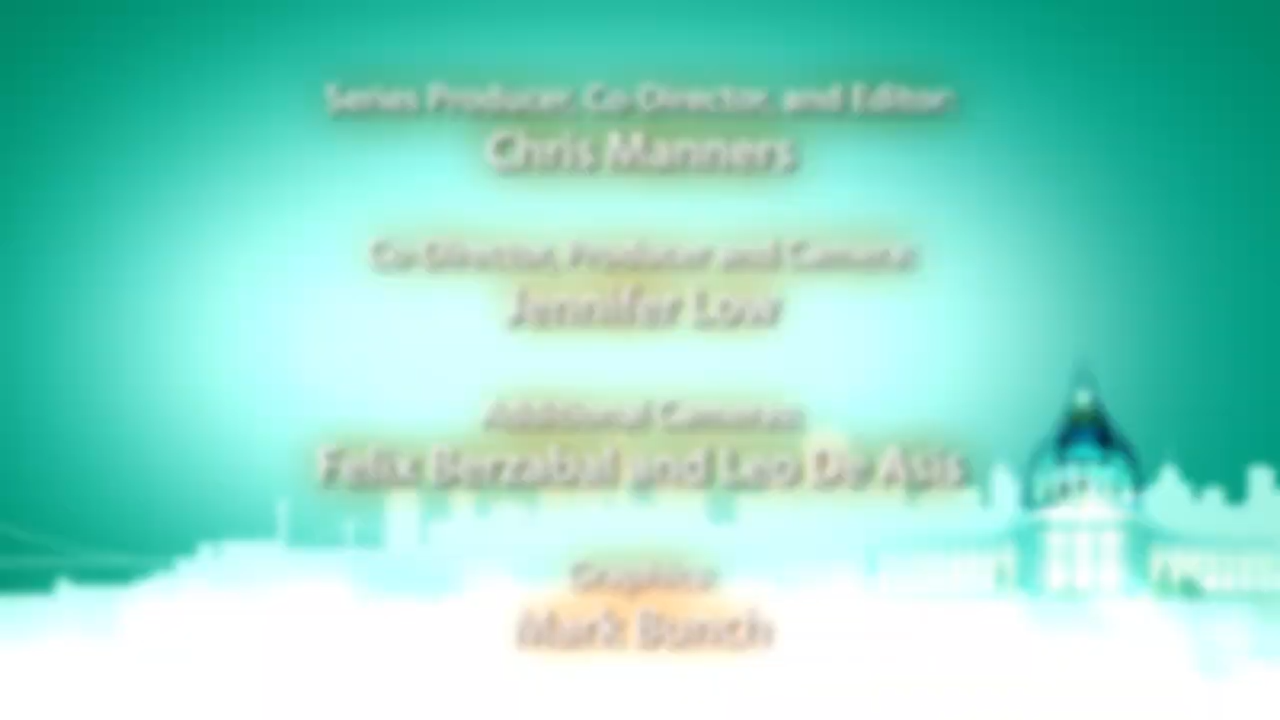 Series Producer, Co-Director, and Editor:
Chris Manners
Co-Director, Producer and Camera:
Jennifer Low
Additional Cameras:
Felix Berzabal and Leo De Asis
Graphics:
Mark Bunch